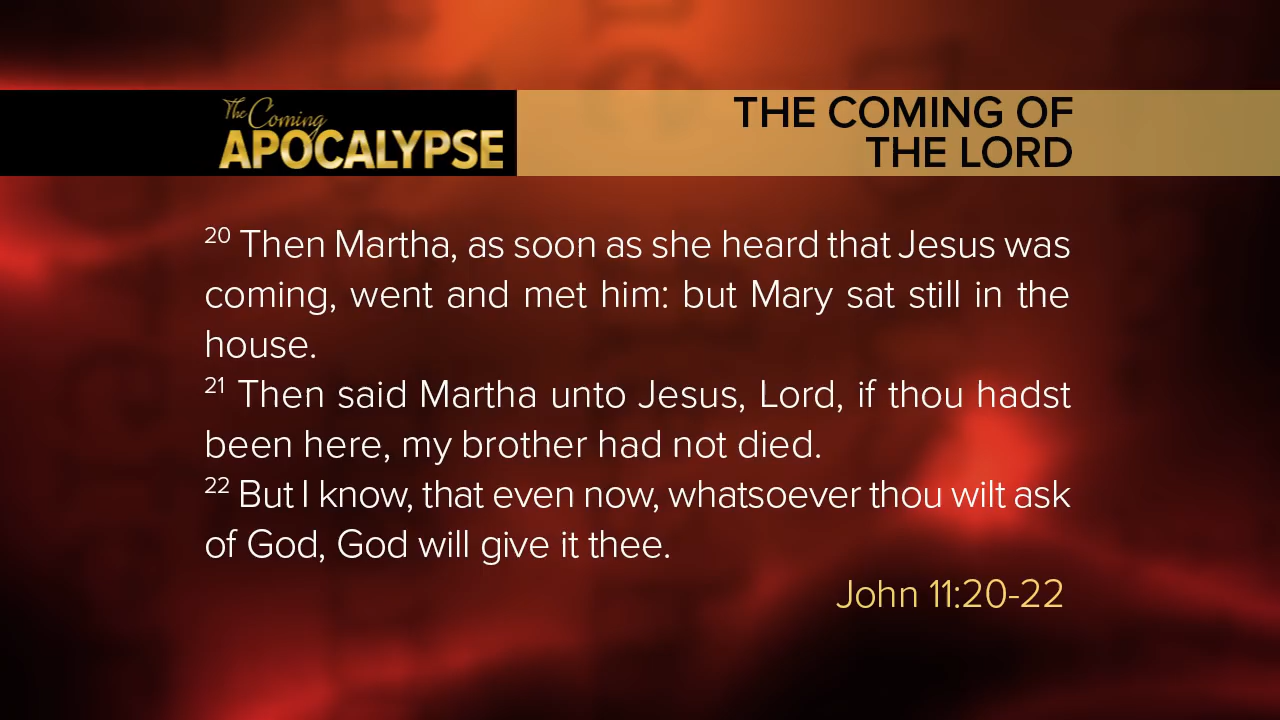 The Coming
APOCALYPSE
THE COMING OF
THE LORD
20 Then Martha, as soon as she heard that Jesus was
coming, went and met him: but Mary sat still in the
house.
21 Then said Martha unto Jesus, Lord, if thou hadst
been here, my brother had not died.
22 But I know, that even now, whatsoever thou wilt ask
of God, God will give it thee.
John 11:20-22